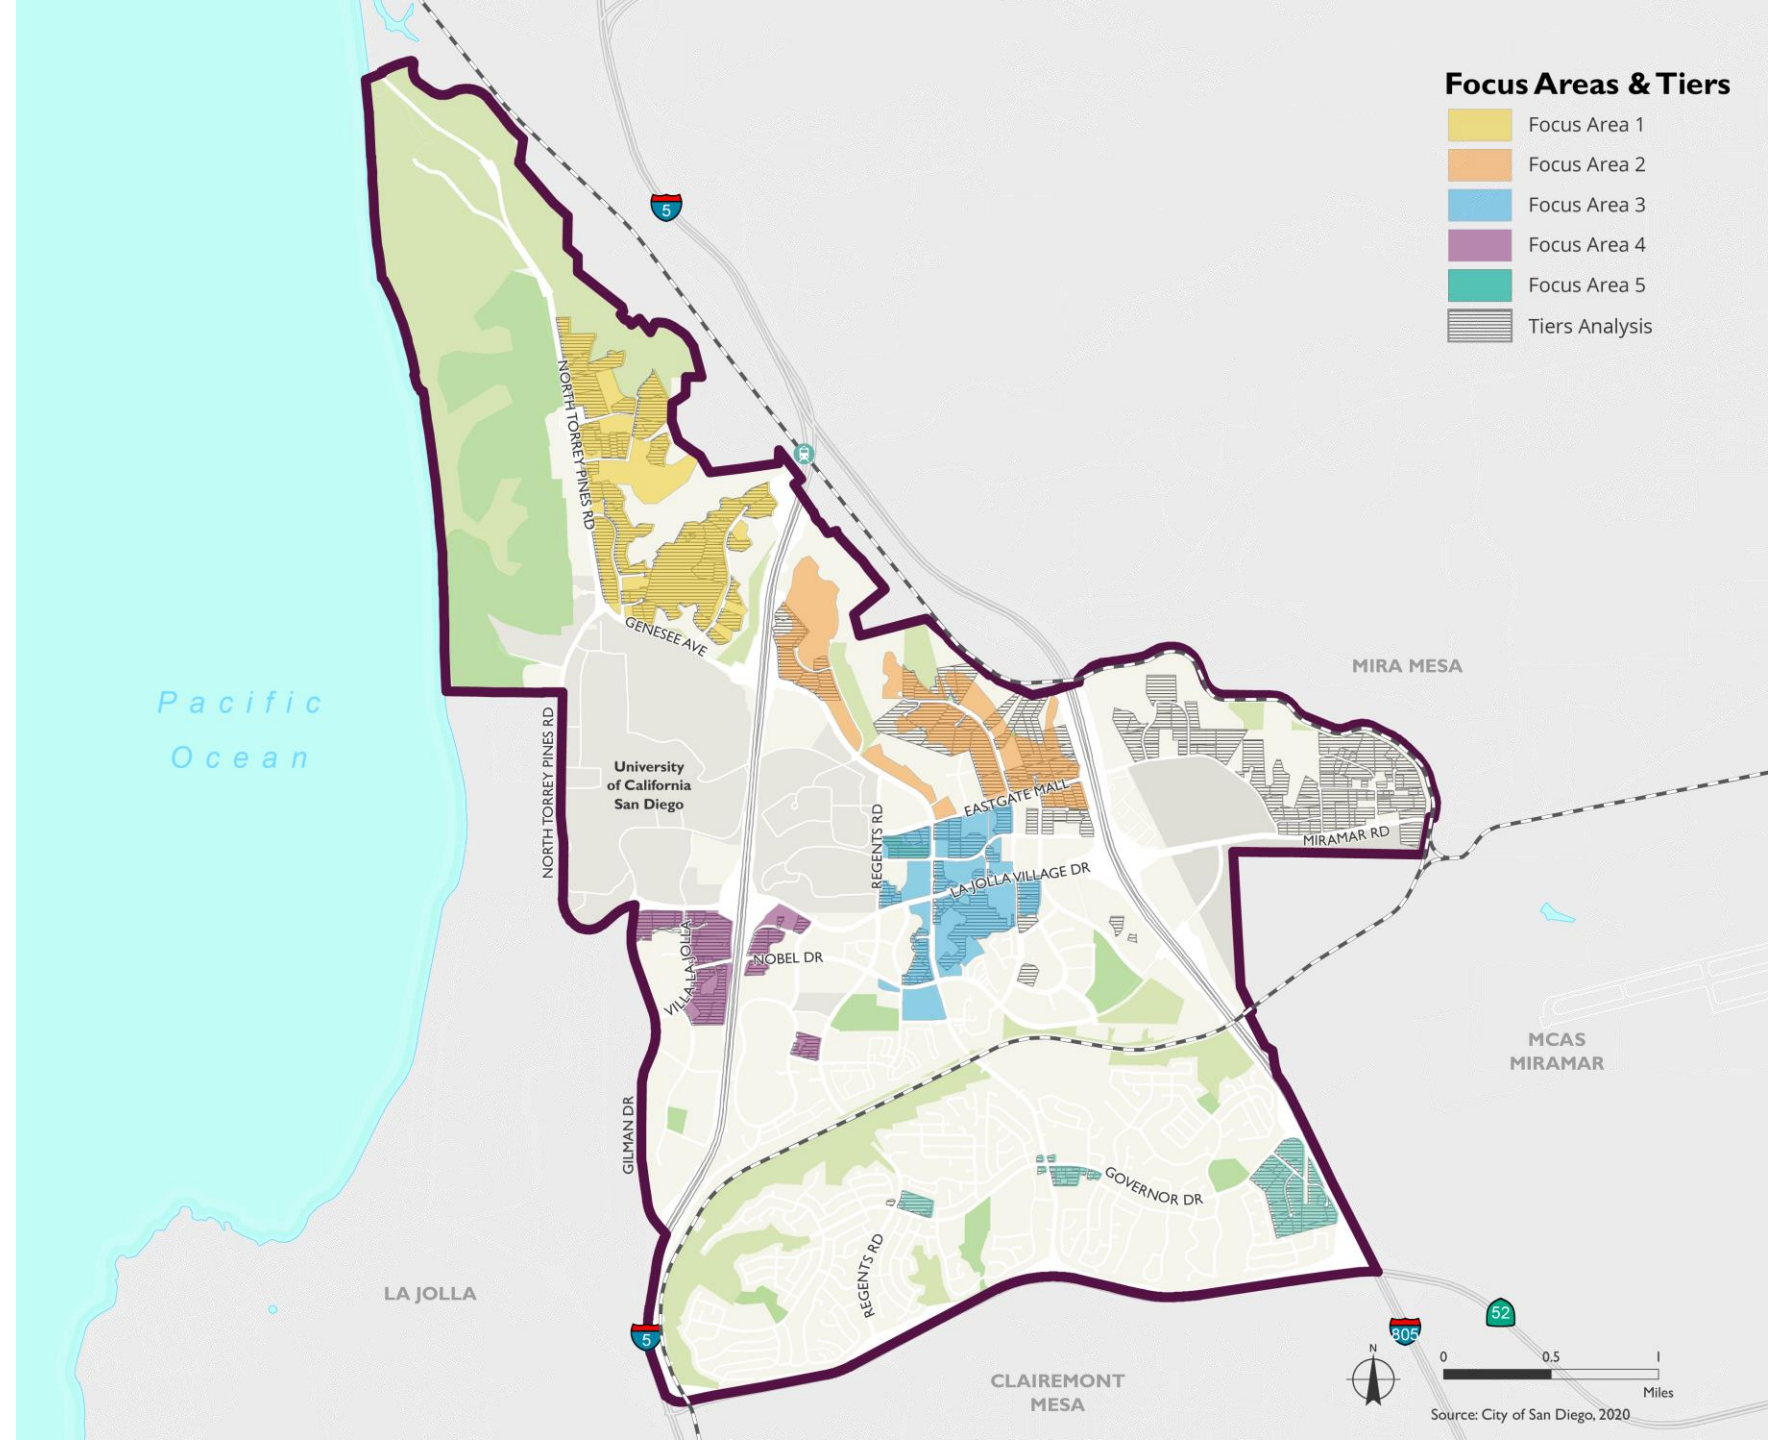 Focus Areas & Tiers
Focus Area 1
Focus Area 2
Focus Area 3
Focus Area 4
Focus Area 5
Tiers Analysis
5
NORTH TORREY PINES RD
GENESEE AVE
MIRA MESA
Pacific
Ocean
NORTH TORREY PINES RD
University
of California
San Diego
REGENTS RD
EASTGATE MALL
MIRAMAR RD
LA JOLLA VILLAGE DR
VILLA LA JOLLA
NOBEL DR
MCAS
MIRAMAR
GILMAN DR
GOVERNOR DR
REGENTS RD
LA JOLLA
5
52
805
CLAIREMONT
MESA
N
0
0.5
1
Miles
Source: City of San Diego, 2020